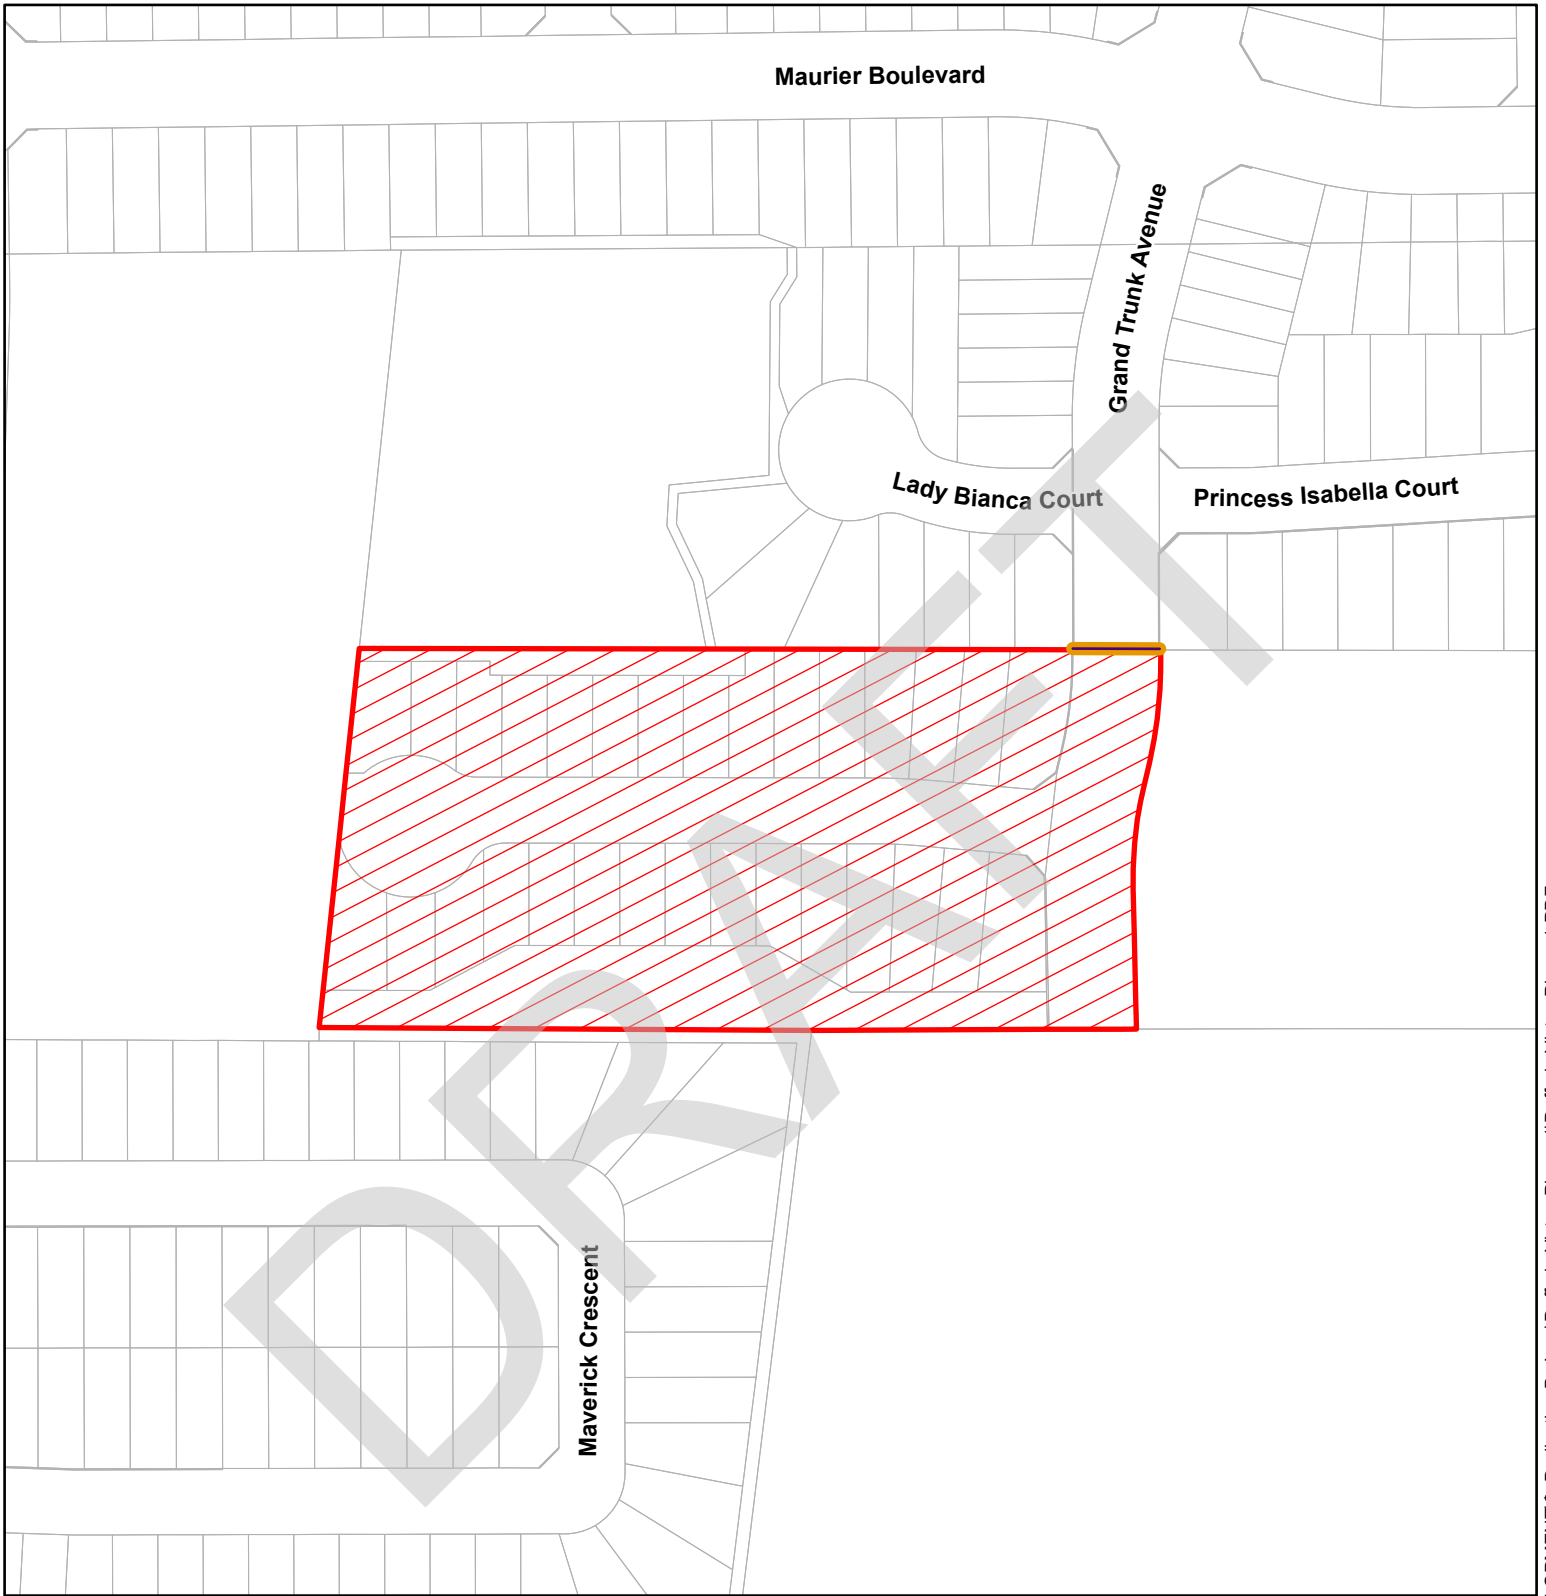 Maurier Boulevard
Grand Trunk Avenue
Lady Bianca Court
Princess Isabella Court
DRAFT
Maverick Crescent